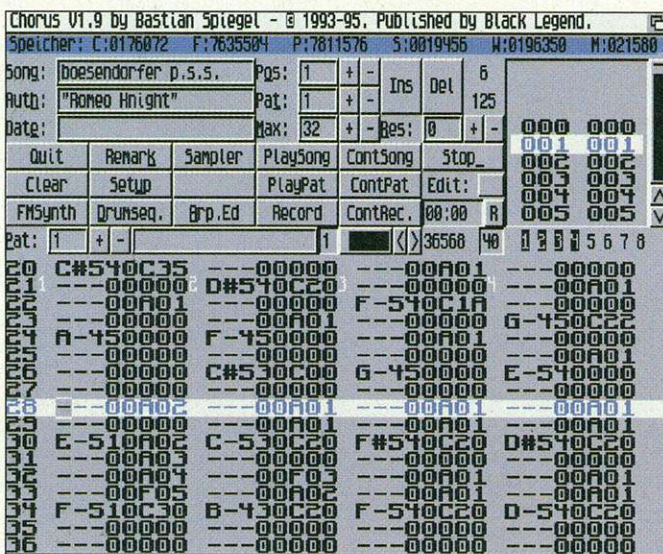 Chorus V1.9 by Bastian Spiegel - © 1993-95. Published by Black Legend.
Speicher: C:0176072 F:7635504 P:7811576 S:0019456 W:0196350 M:021580
Song: boesendorfer p.s.s. Pos: 1 + - Ins Del 6
Auth: "Romeo Hnight" Pat: 1 + - 125
Date: Max: 32 + - Res: 0 + -
000 000
001 001
002 002
003 003
004 004
005 005
Quit Remark Sampler PlaySong ContSong Stop_
Clear Setup PlayPat ContPat Edit:
FMSynth Drumseq. Arp.Ed Record ContRec. 00:00 R
Pat: 1 + - 1 < > 36568 40 1 2 3 4 5 6 7 8
20 C#540C35 ---00000 ---00A01 ---00000
21 ---00000 D#540C20 ---00000 ---00A01
22 ---00A01 ---00000 F-540C1A ---00000
23 ---00000 ---00A01 ---00000 G-450C22
24 A-450000 F-450000 ---00A01 ---00000
25 ---00000 ---00000 ---00000 ---00A01
26 ---00000 C#530C00 G-450000 E-540000
27 ---00000 ---00000 ---00000 ---00000
28 ---00A02 ---00A01 ---00A01 ---00A01
29 ---00000 ---00A01 ---00000 ---00A01
30 E-510A02 C-530C20 F#540C20 D#540C20
31 ---00A03 ---00000 ---00000 ---00000
32 ---00A04 ---00F03 ---00A01 ---00A01
33 ---00F05 ---00A02 ---00A01 ---00A01
34 F-510C30 B-430C20 F-540C20 D-540C20
35 ---00000 ---00000 ---00000 ---00000
36 ---00000 ---00000 ---00A01 ---00A01